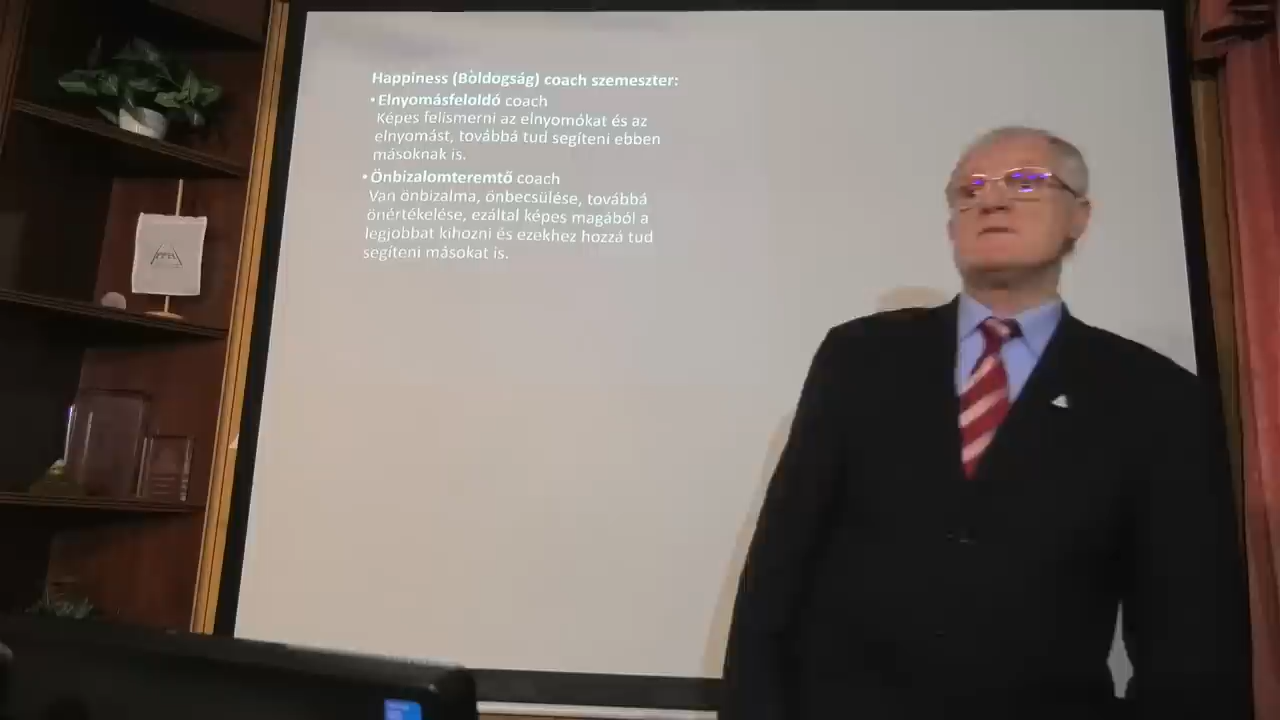 Happiness (Boldogság) coach szemeszter:
• Elnyomásfeloldó coach
Képes felismerni az elnyomókat és az
elnyomást, továbbá tud segíteni ebben
másoknak is.
• Önbizalomteremtő coach
Van önbizalma, önbecsülése, továbbá
önértékelése, ezáltal képes magából a
legjobbat kihozni és ezekhez hozzá tud
segíteni másokat is.